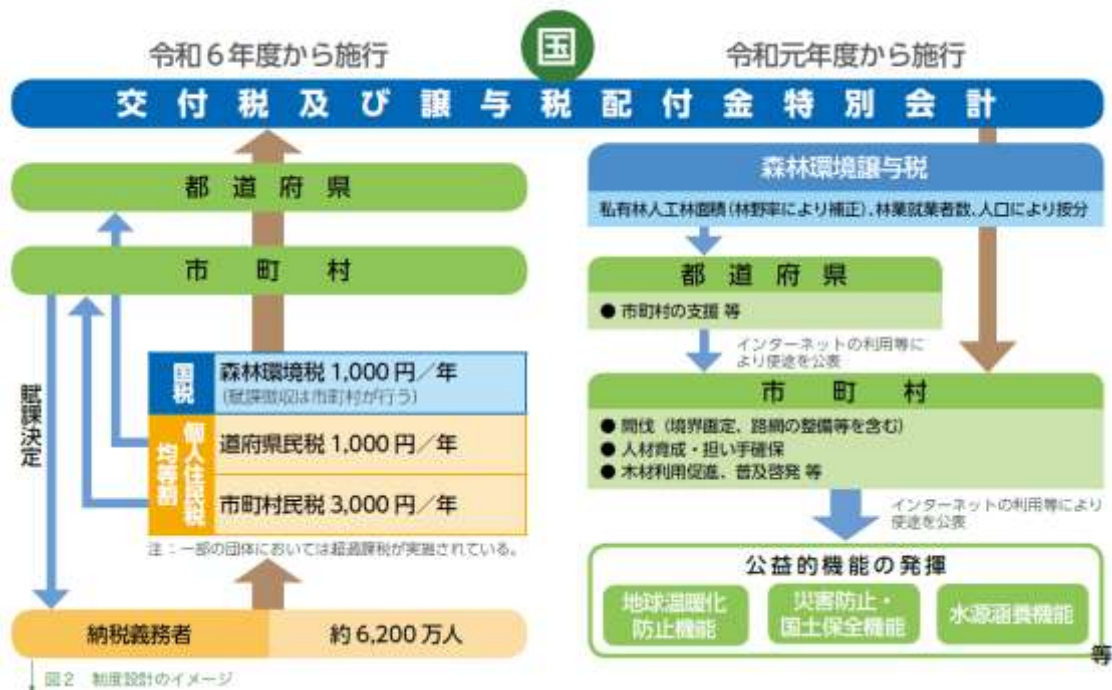 国
令和6年度から施行
令和元年度から施行
交付税及び譲与税配付金特別会計
都道府県
市町村
賦課決定
国税
森林環境税 1,000 円／年
(賦課徴収は市町村が行う)
個人住民税
均等割
道府県民税 1,000 円／年
市町村民税 3,000 円／年
注：一部の団体においては超過課税が実施されている。
納税義務者
約 6,200 万人
図2 制度設計のイメージ
森林環境譲与税
私有林人工林面積(林野率により補正)、林業就業者数、人口により按分
都道府県
● 市町村の支援 等
インターネットの利用等に
より使途を公表
市町村
● 間伐（境界画定、路網の整備等を含む）
● 人材育成・担い手確保
● 木材利用促進、普及啓発 等
インターネットの利用等により
使途を公表
公益的機能の発揮
地球温暖化
防止機能
災害防止・
国土保全機能
水源涵養機能
等